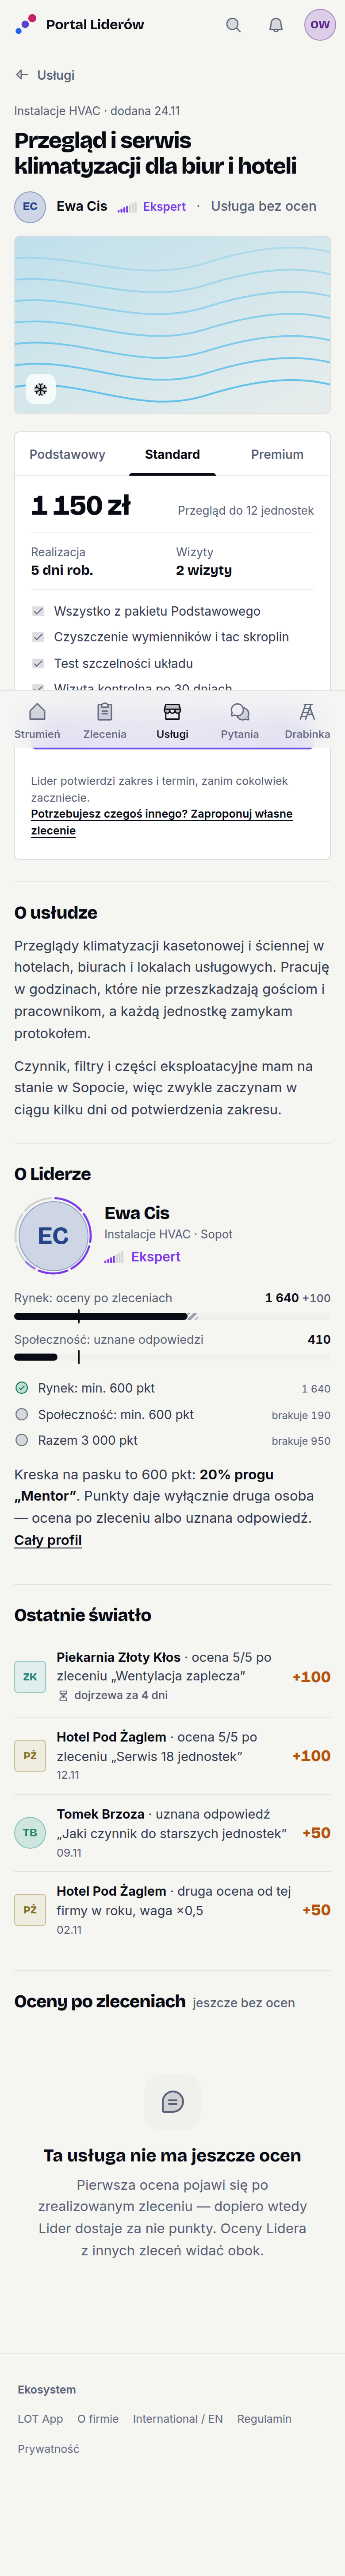 Portal Liderów
OW
Usługi
Instalacje HVAC · dodana 24.11
Przegląd i serwis
klimatyzacji dla biur i hoteli
EC Ewa Cis Ekspert · Usługa bez ocen
Podstawowy Standard Premium
1 150 zł Przegląd do 12 jednostek
Realizacja Wizyty
5 dni rob. 2 wizyty
Wszystko z pakietu Podstawowego
Czyszczenie wymienników i tac skroplin
Test szczelności układu
Wizyta kontrolna po 30 dniach
Strumień Zlecenia Usługi Pytania Drabinka
Lider potwierdzi zakres i termin, zanim cokolwiek
zaczniecie.
Potrzebujesz czegoś innego? Zaproponuj własne
zlecenie
O usłudze
Przeglądy klimatyzacji kasetonowej i ściennej w
hotelach, biurach i lokalach usługowych. Pracuję
w godzinach, które nie przeszkadzają gościom i
pracownikom, a każdą jednostkę zamykam
protokołem.
Czynnik, filtry i części eksploatacyjne mam na
stanie w Sopocie, więc zwykle zaczynam w
ciągu kilku dni od potwierdzenia zakresu.
O Liderze
EC
Ewa Cis
Instalacje HVAC · Sopot
Ekspert
Rynek: oceny po zleceniach 1 640 +100
Społeczność: uznane odpowiedzi 410
Rynek: min. 600 pkt 1 640
Społeczność: min. 600 pkt brakuje 190
Razem 3 000 pkt brakuje 950
Kreska na pasku to 600 pkt: 20% progu
„Mentor”. Punkty daje wyłącznie druga osoba
— ocena po zleceniu albo uznana odpowiedź.
Cały profil
Ostatnie światło
ZK Piekarnia Złoty Kłos · ocena 5/5 po
zleceniu „Wentylacja zaplecza” +100
dojrzewa za 4 dni
PŻ Hotel Pod Żaglem · ocena 5/5 po
zleceniu „Serwis 18 jednostek” +100
12.11
TB Tomek Brzoza · uznana odpowiedź
„Jaki czynnik do starszych jednostek” +50
09.11
PŻ Hotel Pod Żaglem · druga ocena od tej
firmy w roku, waga ×0,5 +50
02.11
Oceny po zleceniach jeszcze bez ocen
Ta usługa nie ma jeszcze ocen
Pierwsza ocena pojawi się po
zrealizowanym zleceniu — dopiero wtedy
Lider dostaje za nie punkty. Oceny Lidera
z innych zleceń widać obok.
Ekosystem
LOT App O firmie International / EN Regulamin
Prywatność